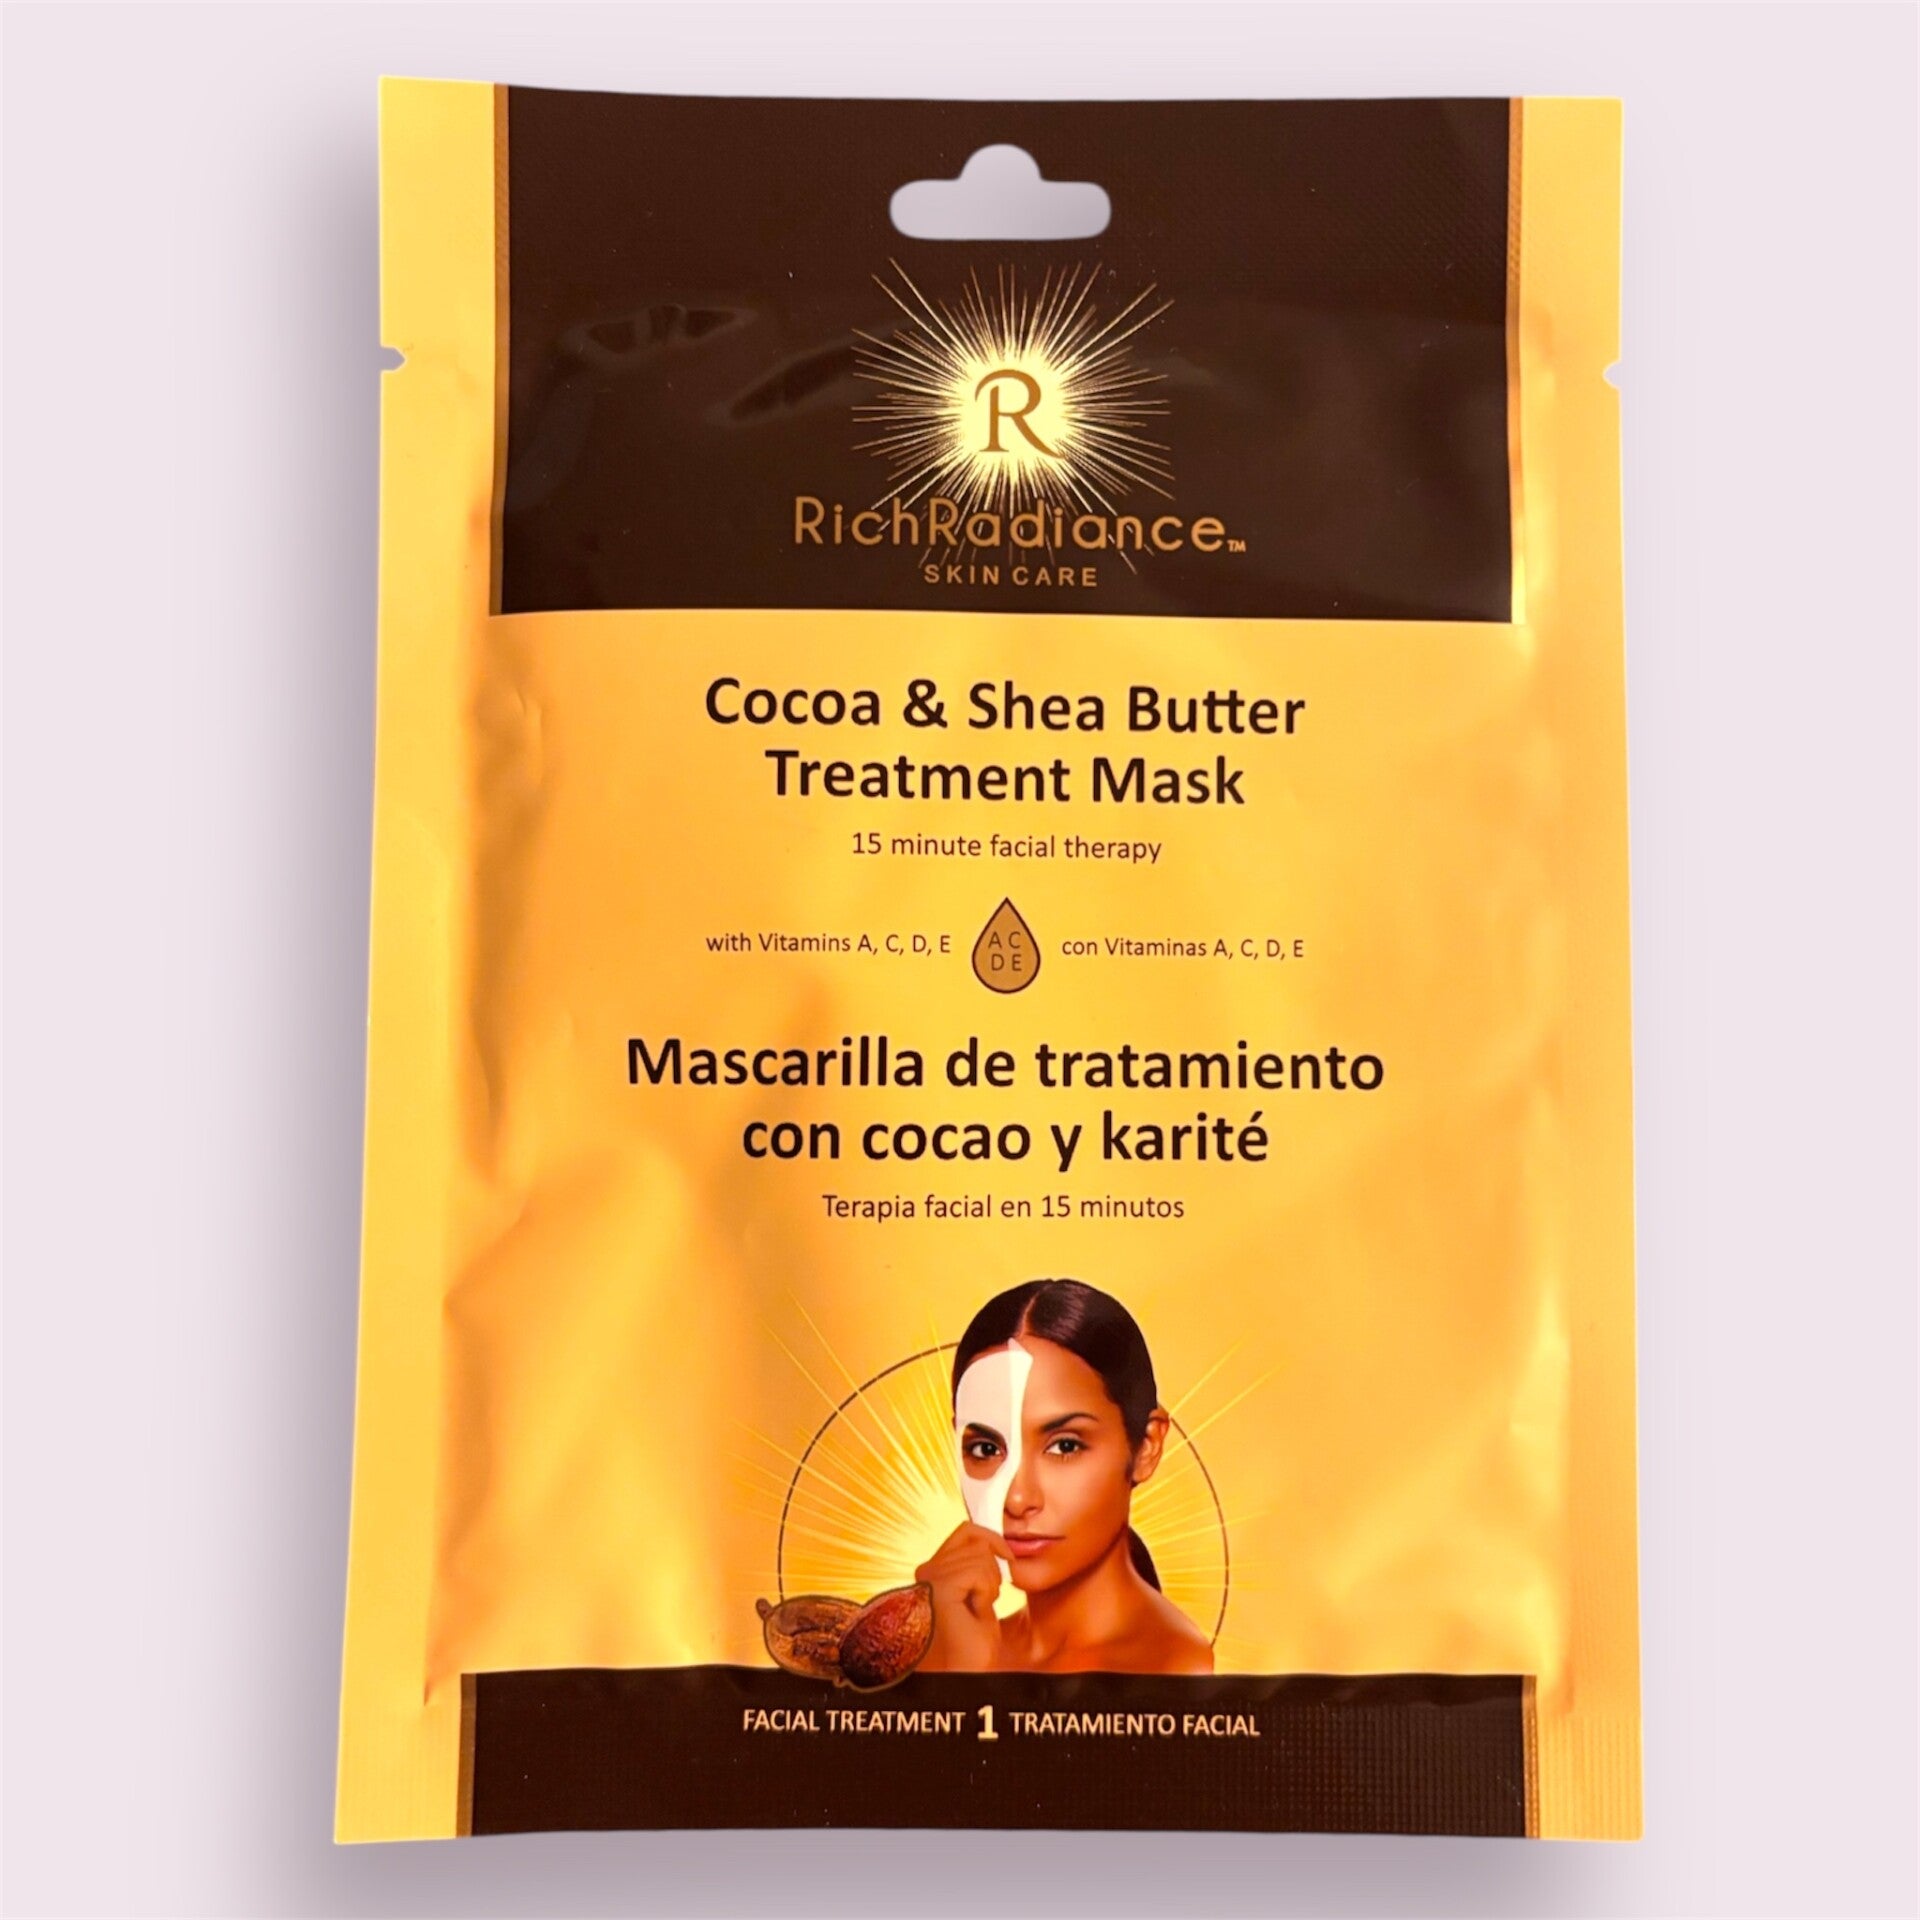 R
RichRadiance™
SKIN CARE
Cocoa & Shea Butter
Treatment Mask
15 minute facial therapy
with Vitamins A, C, D, E
A C
D E
con Vitaminas A, C, D, E
Mascarilla de tratamiento
con cocao y karité
Terapia facial en 15 minutos
FACIAL TREATMENT 1 TRATAMIENTO FACIAL